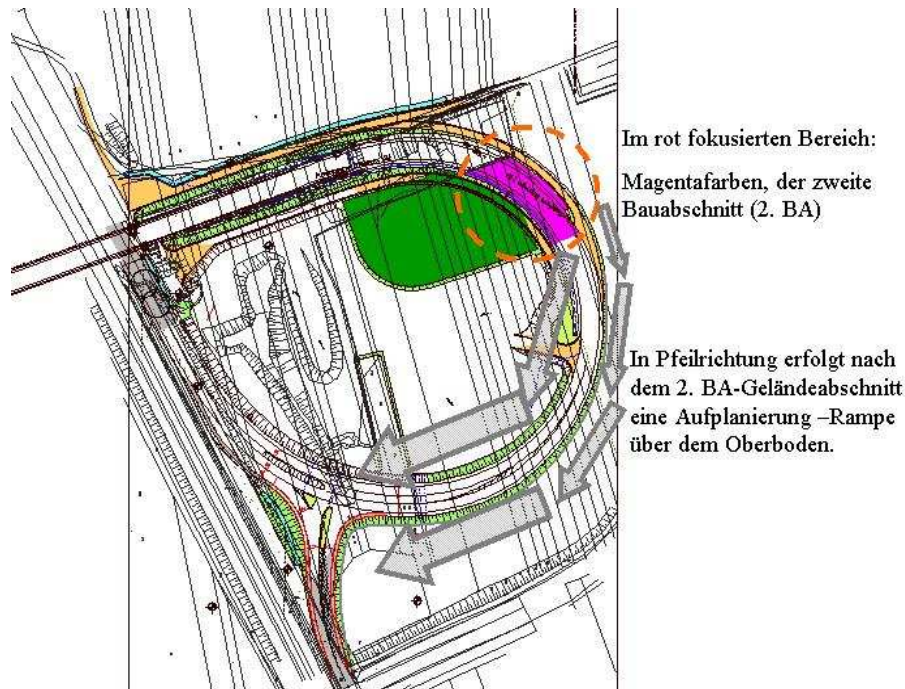 Im rot fokusierten Bereich:
Magentafarben, der zweite
Bauabschnitt (2. BA)
In Pfeilrichtung erfolgt nach
dem 2. BA-Geländeabschnitt
eine Aufplanierung –Rampe
über dem Oberboden.